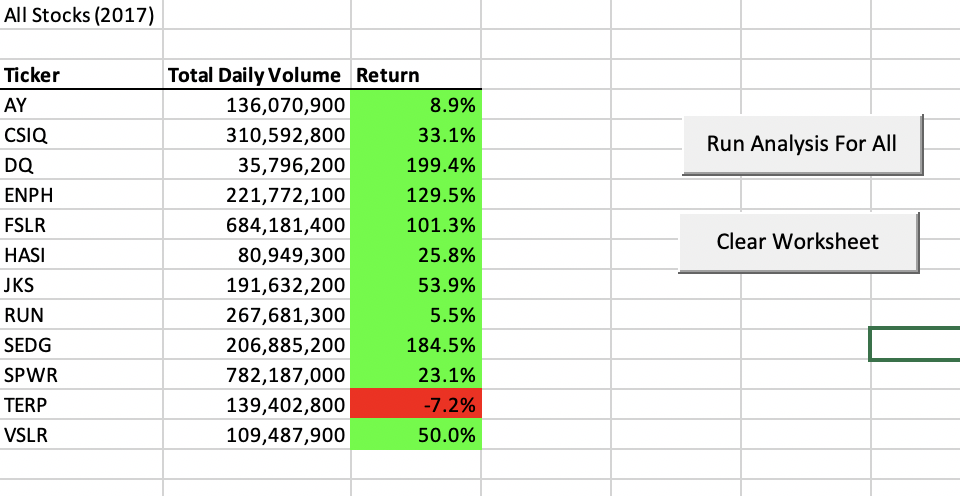 All Stocks (2017)
Ticker Total Daily Volume Return
AY 136,070,900 8.9%
CSIQ 310,592,800 33.1%
Run Analysis For All
DQ 35,796,200 199.4%
ENPH 221,772,100 129.5%
FSLR 684,181,400 101.3%
Clear Worksheet
HASI 80,949,300 25.8%
JKS 191,632,200 53.9%
RUN 267,681,300 5.5%
SEDG 206,885,200 184.5%
SPWR 782,187,000 23.1%
TERP 139,402,800 -7.2%
VSLR 109,487,900 50.0%